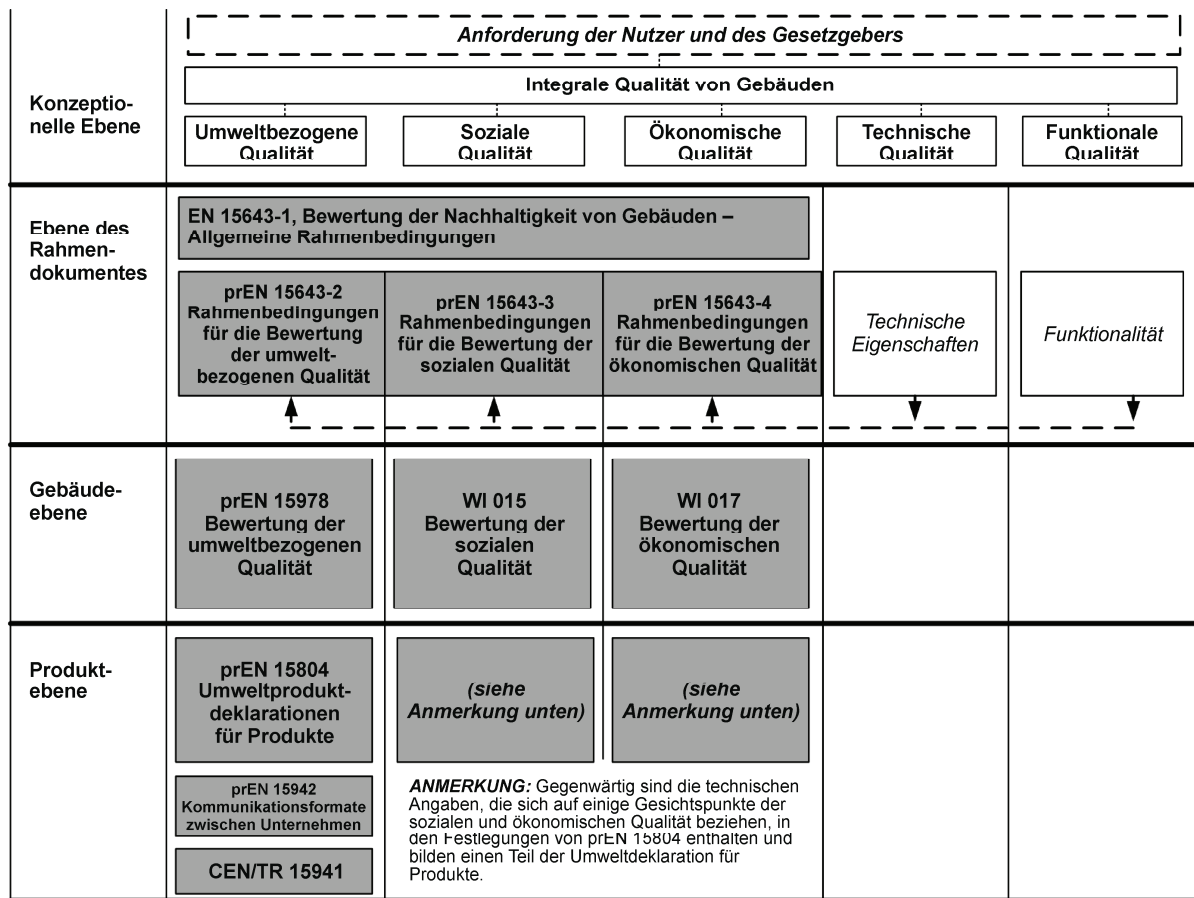 Anforderung der Nutzer und des Gesetzgebers
Integrale Qualität von Gebäuden
Konzeptio-
nelle Ebene
Umweltbezogene
Qualität
Soziale
Qualität
Ökonomische
Qualität
Technische
Qualität
Funktionale
Qualität
Ebene des
Rahmen-
dokumentes
EN 15643-1, Bewertung der Nachhaltigkeit von Gebäuden –
Allgemeine Rahmenbedingungen
prEN 15643-2
Rahmenbedingungen
für die Bewertung
der umwelt-
bezogenen Qualität
prEN 15643-3
Rahmenbedingungen
für die Bewertung der
sozialen Qualität
prEN 15643-4
Rahmenbedingungen
für die Bewertung der
ökonomischen Qualität
Technische
Eigenschaften
Funktionalität
Gebäude-
ebene
prEN 15978
Bewertung der
umweltbezogenen
Qualität
WI 015
Bewertung der
sozialen
Qualität
WI 017
Bewertung der
ökonomischen
Qualität
Produkt-
ebene
prEN 15804
Umweltprodukt-
deklarationen
für Produkte
(siehe
Anmerkung unten)
(siehe
Anmerkung unten)
prEN 15942
Kommunikationsformate
zwischen Unternehmen
CEN/TR 15941
ANMERKUNG: Gegenwärtig sind die technischen
Angaben, die sich auf einige Gesichtspunkte der
sozialen und ökonomischen Qualität beziehen, in
den Festlegungen von prEN 15804 enthalten und
bilden einen Teil der Umweltdeklaration für
Produkte.